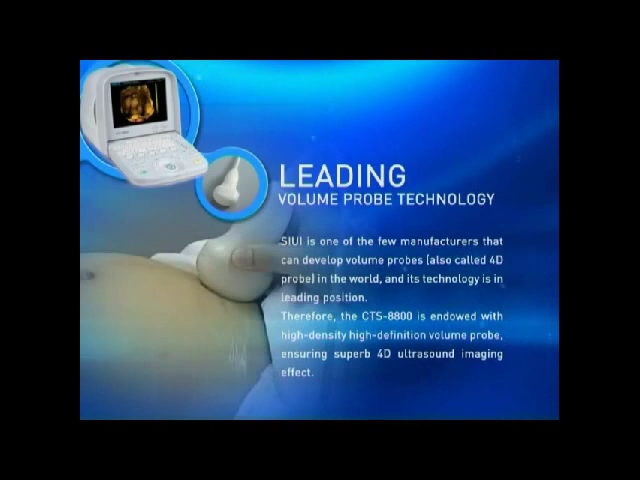 LEADING
VOLUME PROBE TECHNOLOGY
SIUI is one of the few manufacturers that
can develop volume probes (also called 4D
probe) in the world, and its technology is in
leading position.
Therefore, the CTS-8800 is endowed with
high-density high-definition volume probe,
ensuring superb 4D ultrasound imaging
effect.